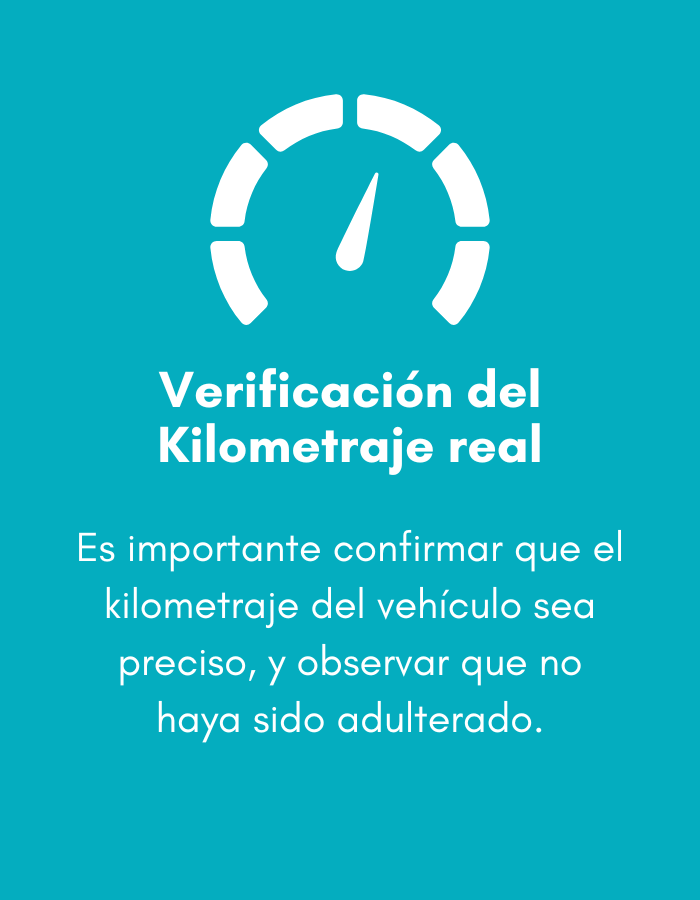 Verificación del
Kilometraje real
Es importante confirmar que el
kilometraje del vehículo sea
preciso, y observar que no
haya sido adulterado.